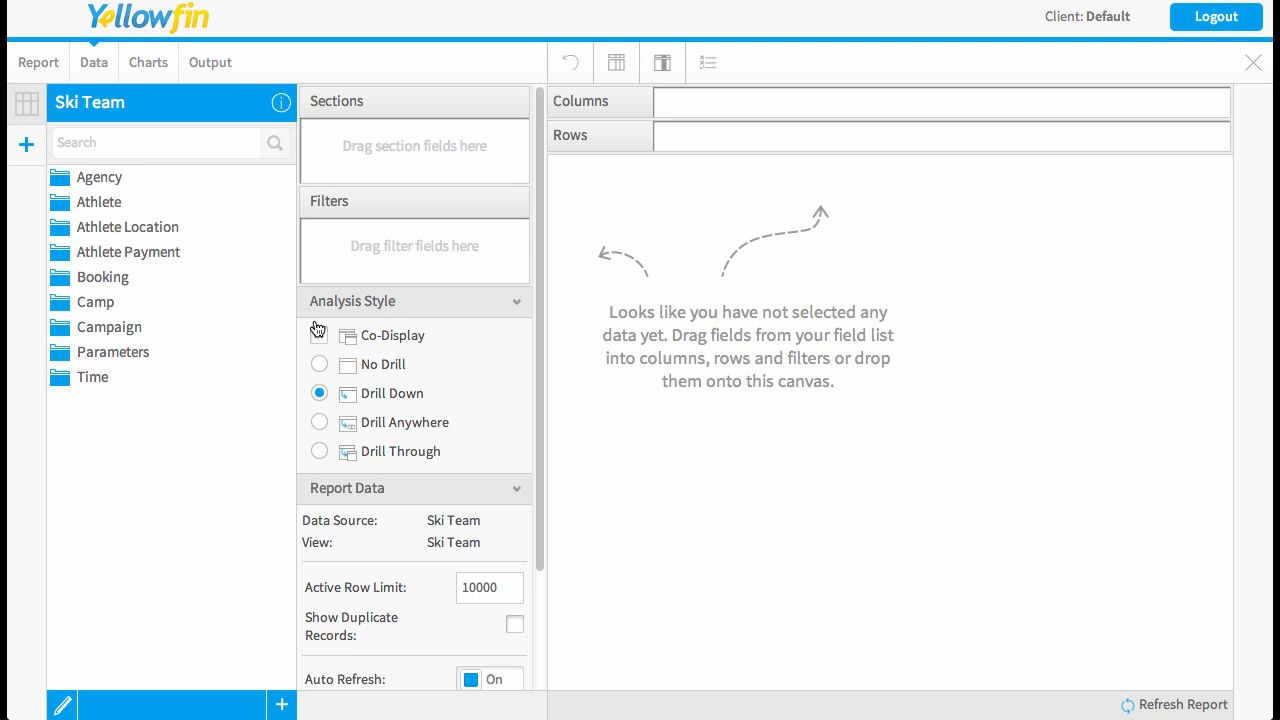 Yellowfin
Client: Default
Logout
Report
Data
Charts
Output
Ski Team
Search
Agency
Athlete
Athlete Location
Athlete Payment
Booking
Camp
Campaign
Parameters
Time
Sections
Drag section fields here
Filters
Drag filter fields here
Analysis Style
Co-Display
No Drill
Drill Down
Drill Anywhere
Drill Through
Report Data
Data Source: Ski Team
View: Ski Team
Active Row Limit: 10000
Show Duplicate
Records:
Auto Refresh: On
Columns
Rows
Looks like you have not selected any
data yet. Drag fields from your field list
into columns, rows and filters or drop
them onto this canvas.
Refresh Report